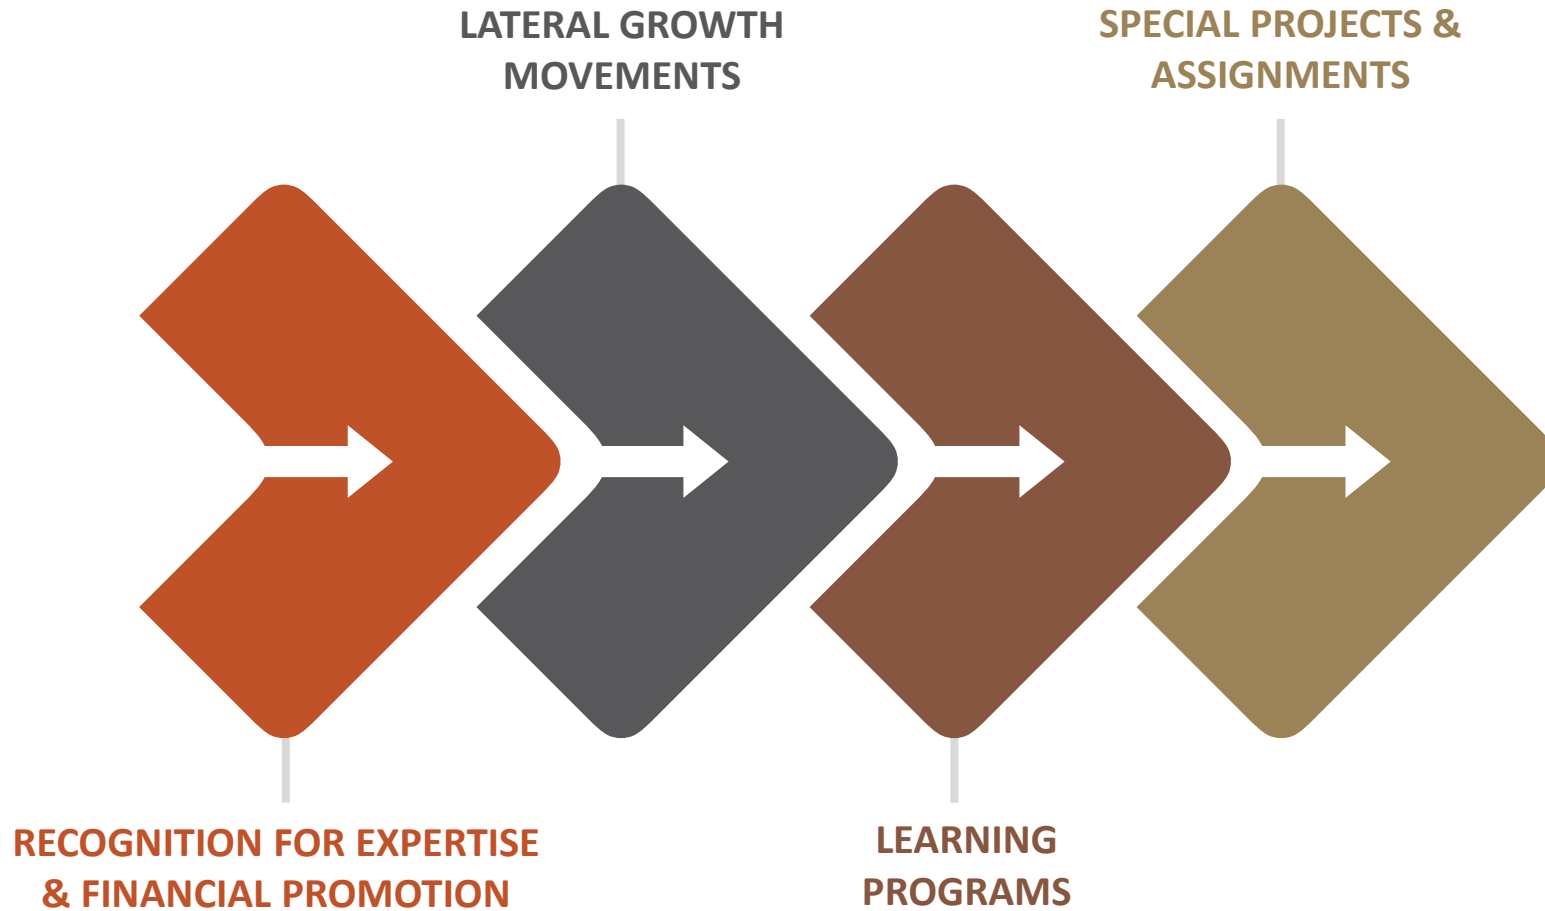 LATERAL GROWTH
MOVEMENTS
SPECIAL PROJECTS &
ASSIGNMENTS
RECOGNITION FOR EXPERTISE
& FINANCIAL PROMOTION
LEARNING
PROGRAMS